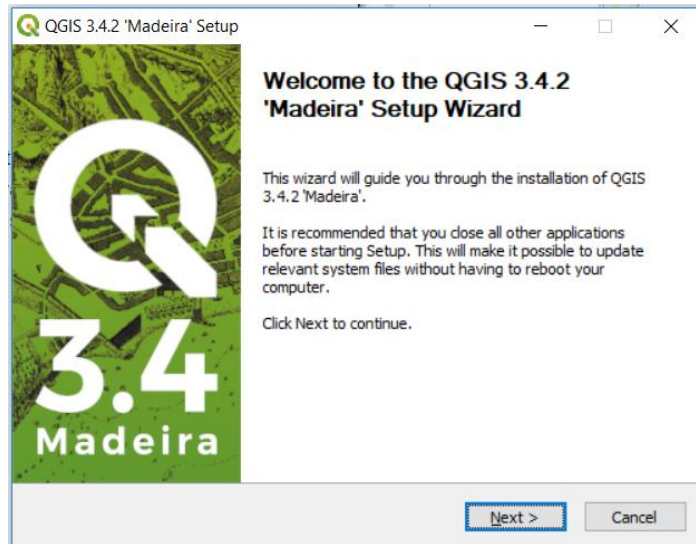 QGIS 3.4.2 'Madeira' Setup
Welcome to the QGIS 3.4.2
'Madeira' Setup Wizard
This wizard will guide you through the installation of QGIS
3.4.2 'Madeira'.
It is recommended that you close all other applications
before starting Setup. This will make it possible to update
relevant system files without having to reboot your
computer.
Click Next to continue.
3.4
Madeira
Next >
Cancel